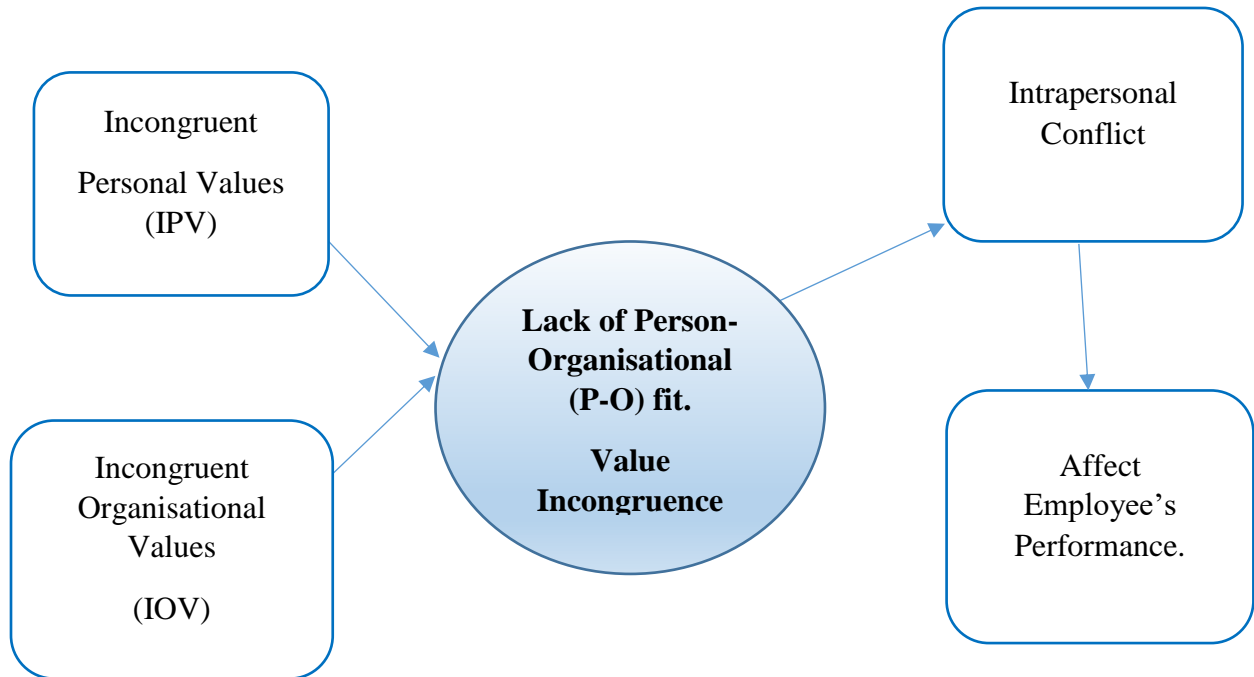 Incongruent
Personal Values
(IPV)
Incongruent
Organisational
Values
(IOV)
Lack of Person-
Organisational
(P-O) fit.
Value
Incongruence
Intrapersonal
Conflict
Affect
Employee’s
Performance.